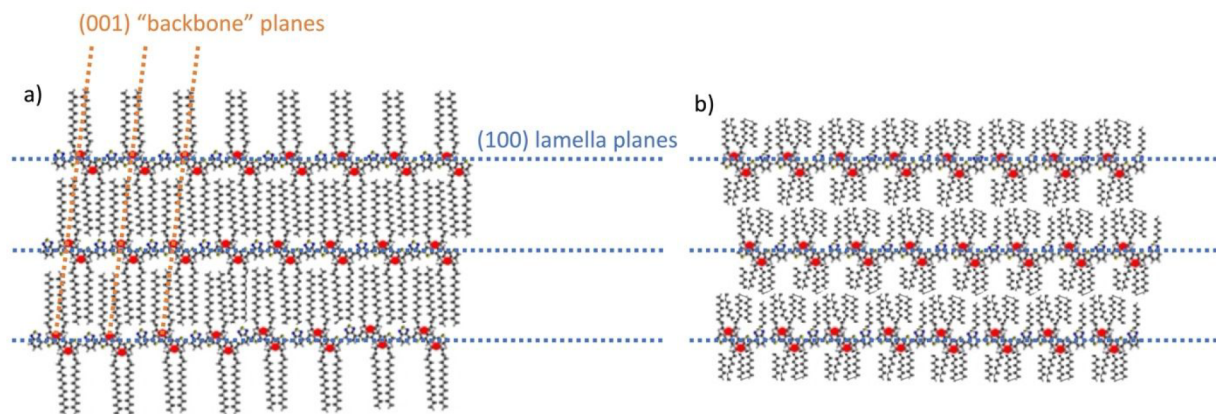 (001) “backbone” planes
a)
b)
(100) lamella planes